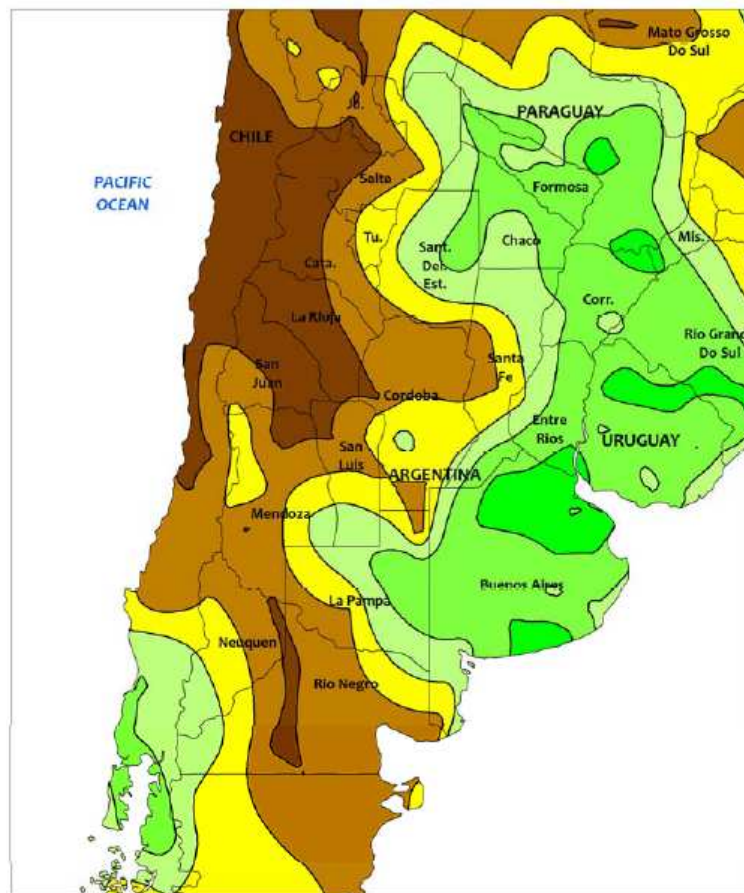 Mato Grosso
Do Sul
Ju.
PARAGUAY
CHILE
PACIFIC
OCEAN
Salta
Formosa
Tu.
Sant.
Del
Est.
Chaco
Mis.
Cata.
Corr.
La Rioja
Rio Grand
Do Sul
San
Juan
Santa
Fe
Cordoba
Entre
Rios
URUGUAY
San
Luis
ARGENTINA
Mendoza
Buenos Aires
La Pampa
Neuquen
Rio Negro